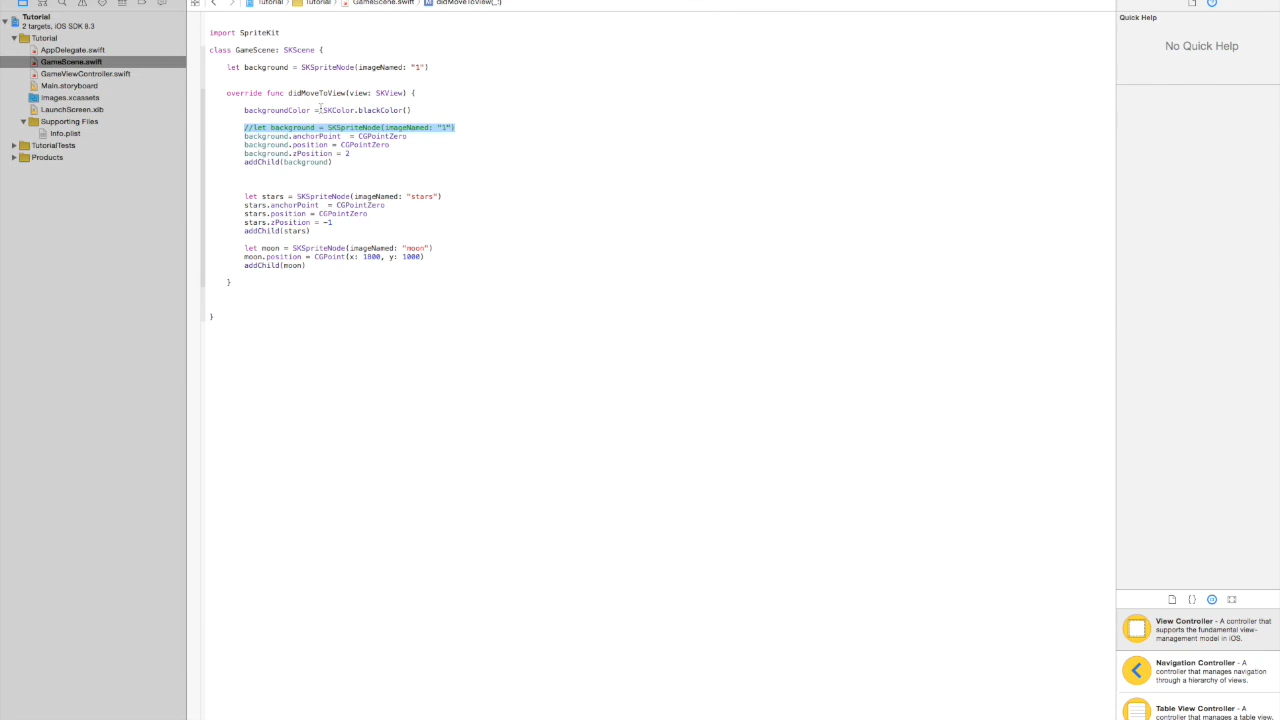 Tutorial
Tutorial
GameScene.swift
didMoveToView(_:)
Tutorial
2 targets, iOS SDK 8.3
Tutorial
AppDelegate.swift
GameScene.swift
GameViewController.swift
Main.storyboard
Images.xcassets
LaunchScreen.xib
Supporting Files
Info.plist
TutorialTests
Products
import SpriteKit
class GameScene: SKScene {
let background = SKSpriteNode(imageNamed: "1")
override func didMoveToView(view: SKView) {
backgroundColor = SKColor.blackColor()
//let background = SKSpriteNode(imageNamed: "1")
background.anchorPoint  = CGPointZero
background.position = CGPointZero
background.zPosition = 2
addChild(background)
let stars = SKSpriteNode(imageNamed: "stars")
stars.anchorPoint  = CGPointZero
stars.position = CGPointZero
stars.zPosition = -1
addChild(stars)
let moon = SKSpriteNode(imageNamed: "moon")
moon.position = CGPoint(x: 1800, y: 1000)
addChild(moon)
}
}
Quick Help
No Quick Help
View Controller - A controller that
supports the fundamental view-
management model in iOS.
Navigation Controller - A
controller that manages navigation
through a hierarchy of views.
Table View Controller - A
controller that manages a table view.